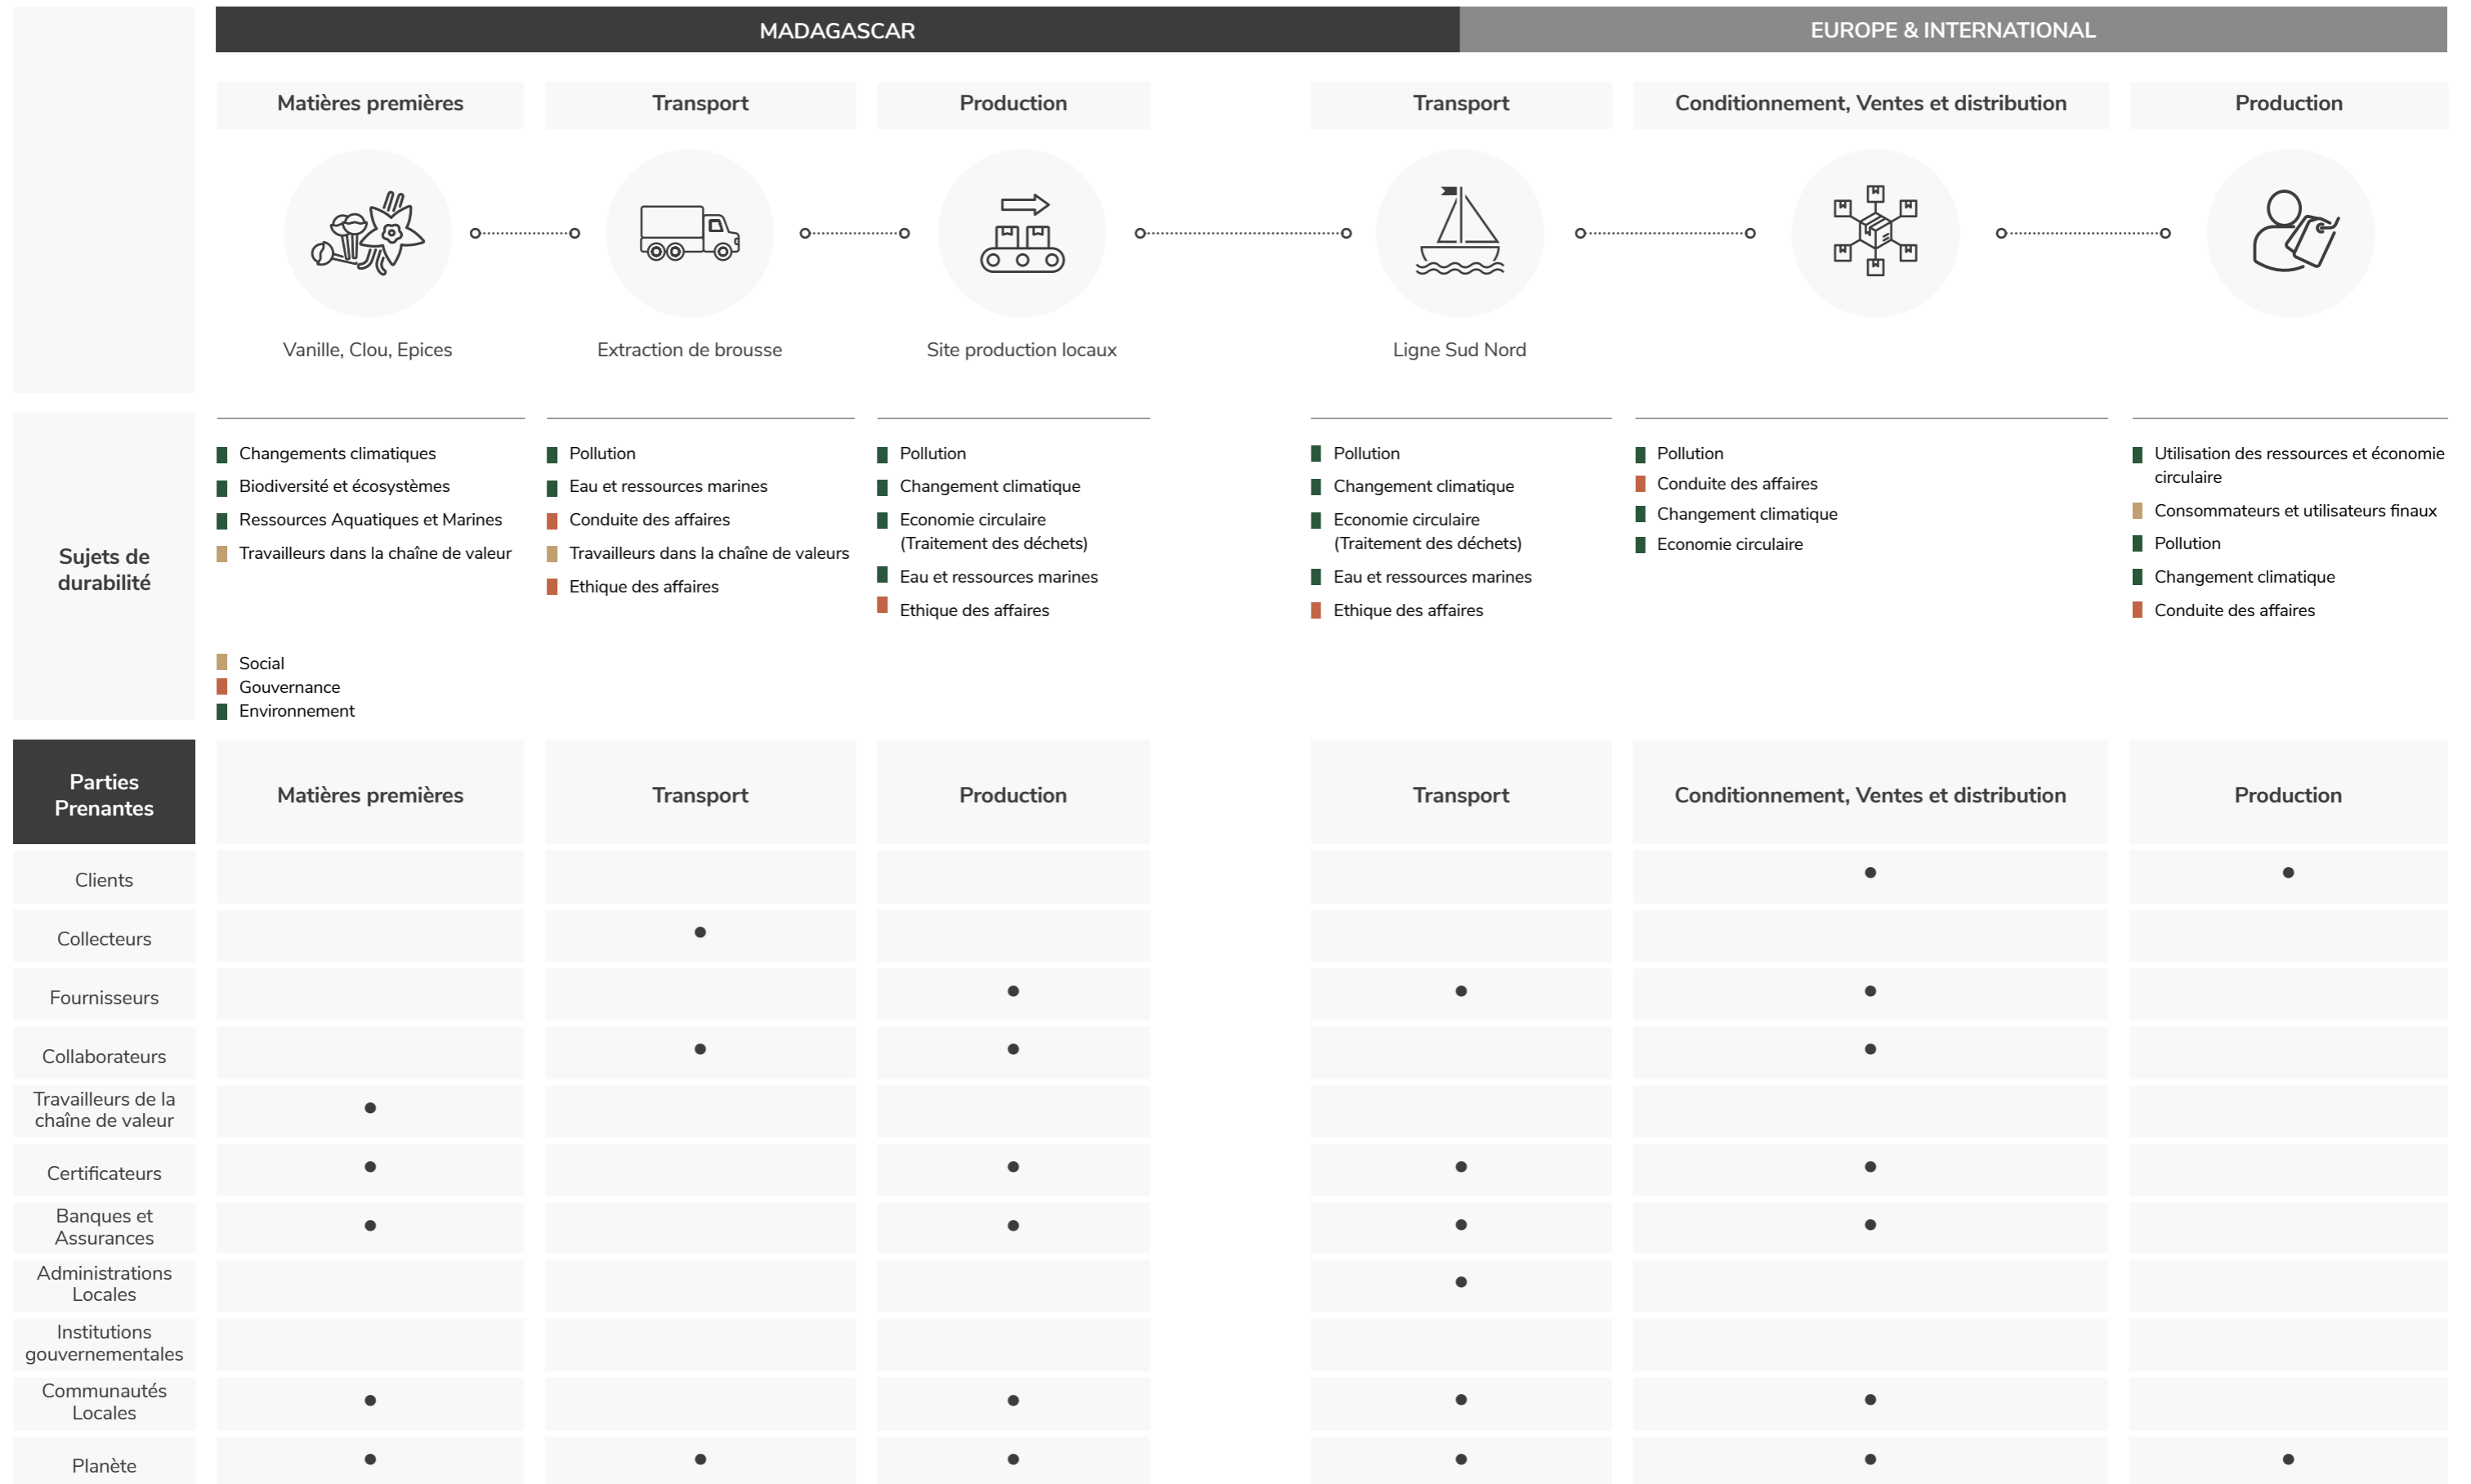 MADAGASCAR
EUROPE & INTERNATIONAL
Matières premières
Transport
Production
Transport
Conditionnement, Ventes et distribution
Production
Vanille, Clou, Epices
Extraction de brousse
Site production locaux
Ligne Sud Nord
Sujets de
durabilité
Changements climatiques
Biodiversité et écosystèmes
Ressources Aquatiques et Marines
Travailleurs dans la chaîne de valeur
Pollution
Eau et ressources marines
Conduite des affaires
Travailleurs dans la chaîne de valeurs
Ethique des affaires
Pollution
Changement climatique
Economie circulaire
(Traitement des déchets)
Eau et ressources marines
Ethique des affaires
Pollution
Changement climatique
Economie circulaire
(Traitement des déchets)
Eau et ressources marines
Ethique des affaires
Pollution
Conduite des affaires
Changement climatique
Economie circulaire
Utilisation des ressources et économie
circulaire
Consommateurs et utilisateurs finaux
Pollution
Changement climatique
Conduite des affaires
Social
Gouvernance
Environnement
Parties
Prenantes
Matières premières
Transport
Production
Transport
Conditionnement, Ventes et distribution
Production
Clients
Collecteurs
Fournisseurs
Collaborateurs
Travailleurs de la
chaîne de valeur
Certificateurs
Banques et
Assurances
Administrations
Locales
Institutions
gouvernementales
Communautés
Locales
Planète